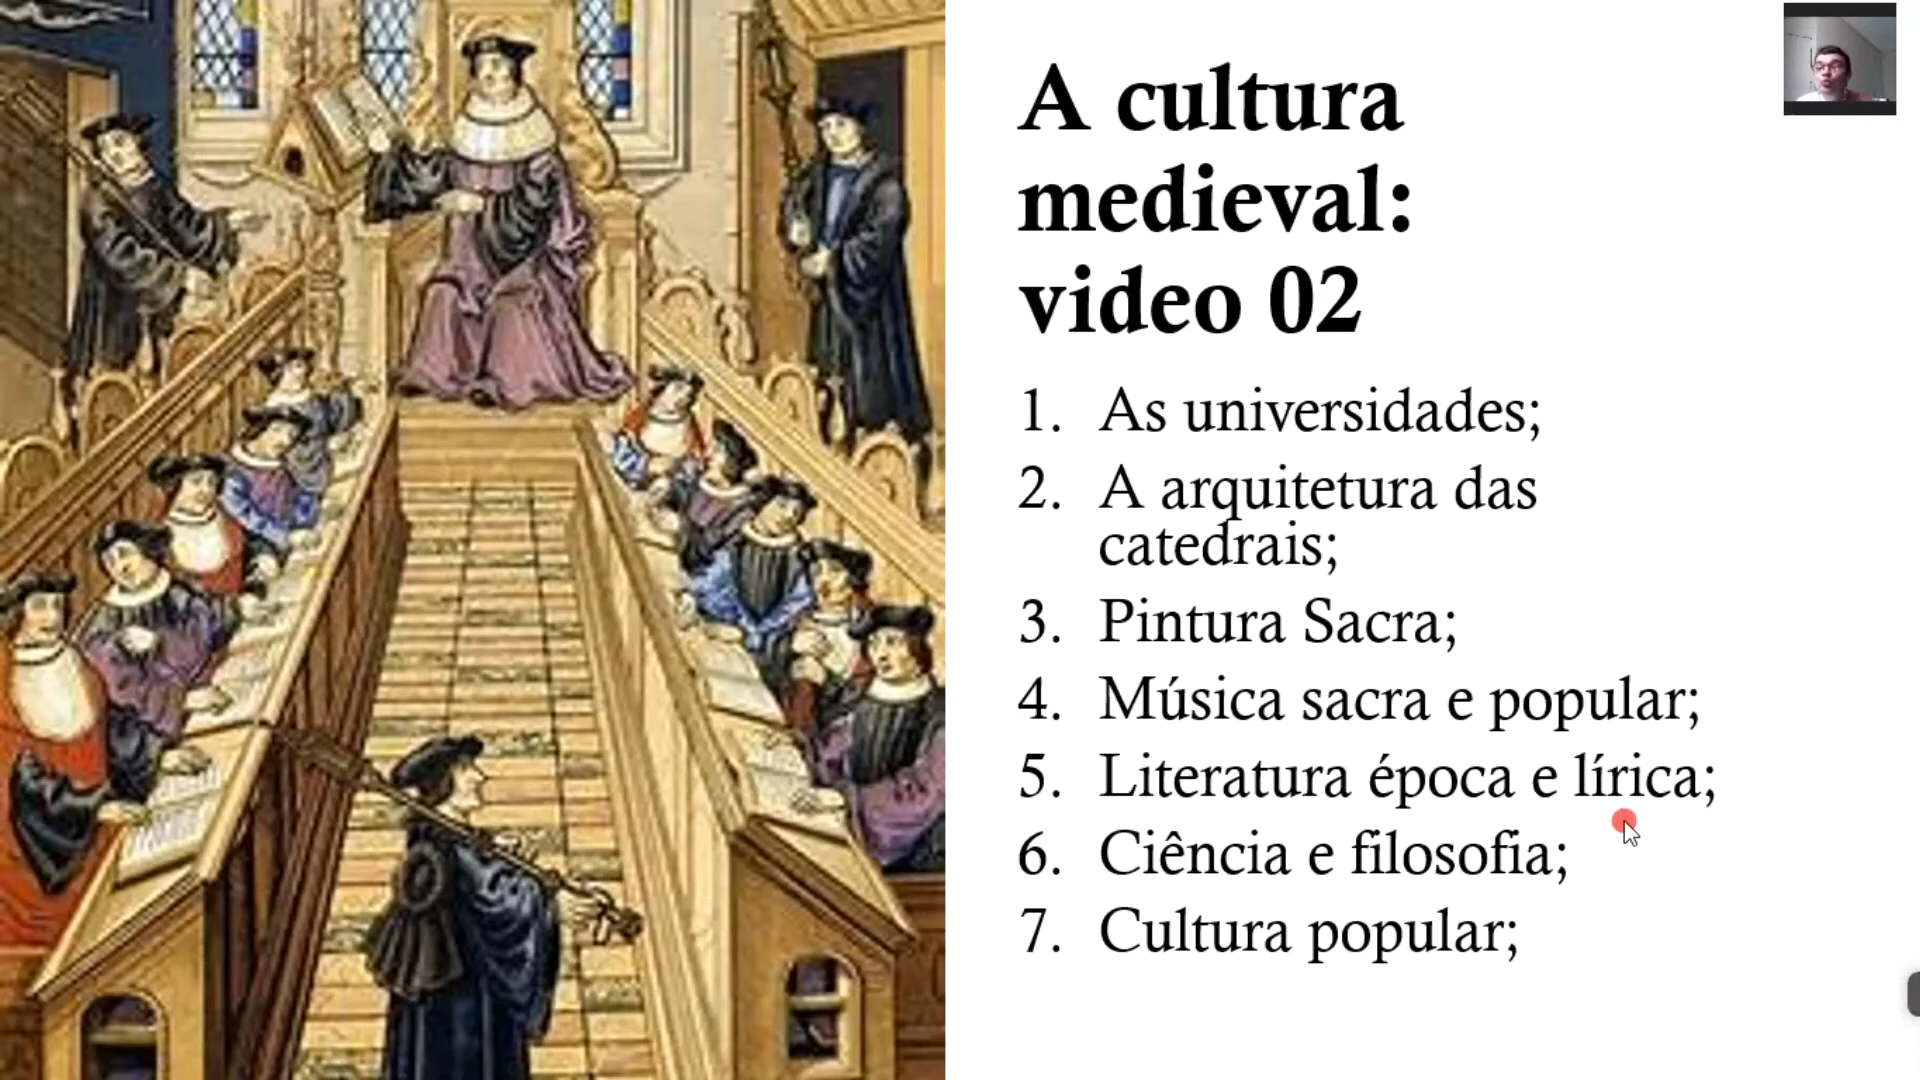 A cultura
medieval:
video 02
1. As universidades;
2. A arquitetura das
catedrais;
3. Pintura Sacra;
4. Música sacra e popular;
5. Literatura época e lírica;
6. Ciência e filosofia;
7. Cultura popular;